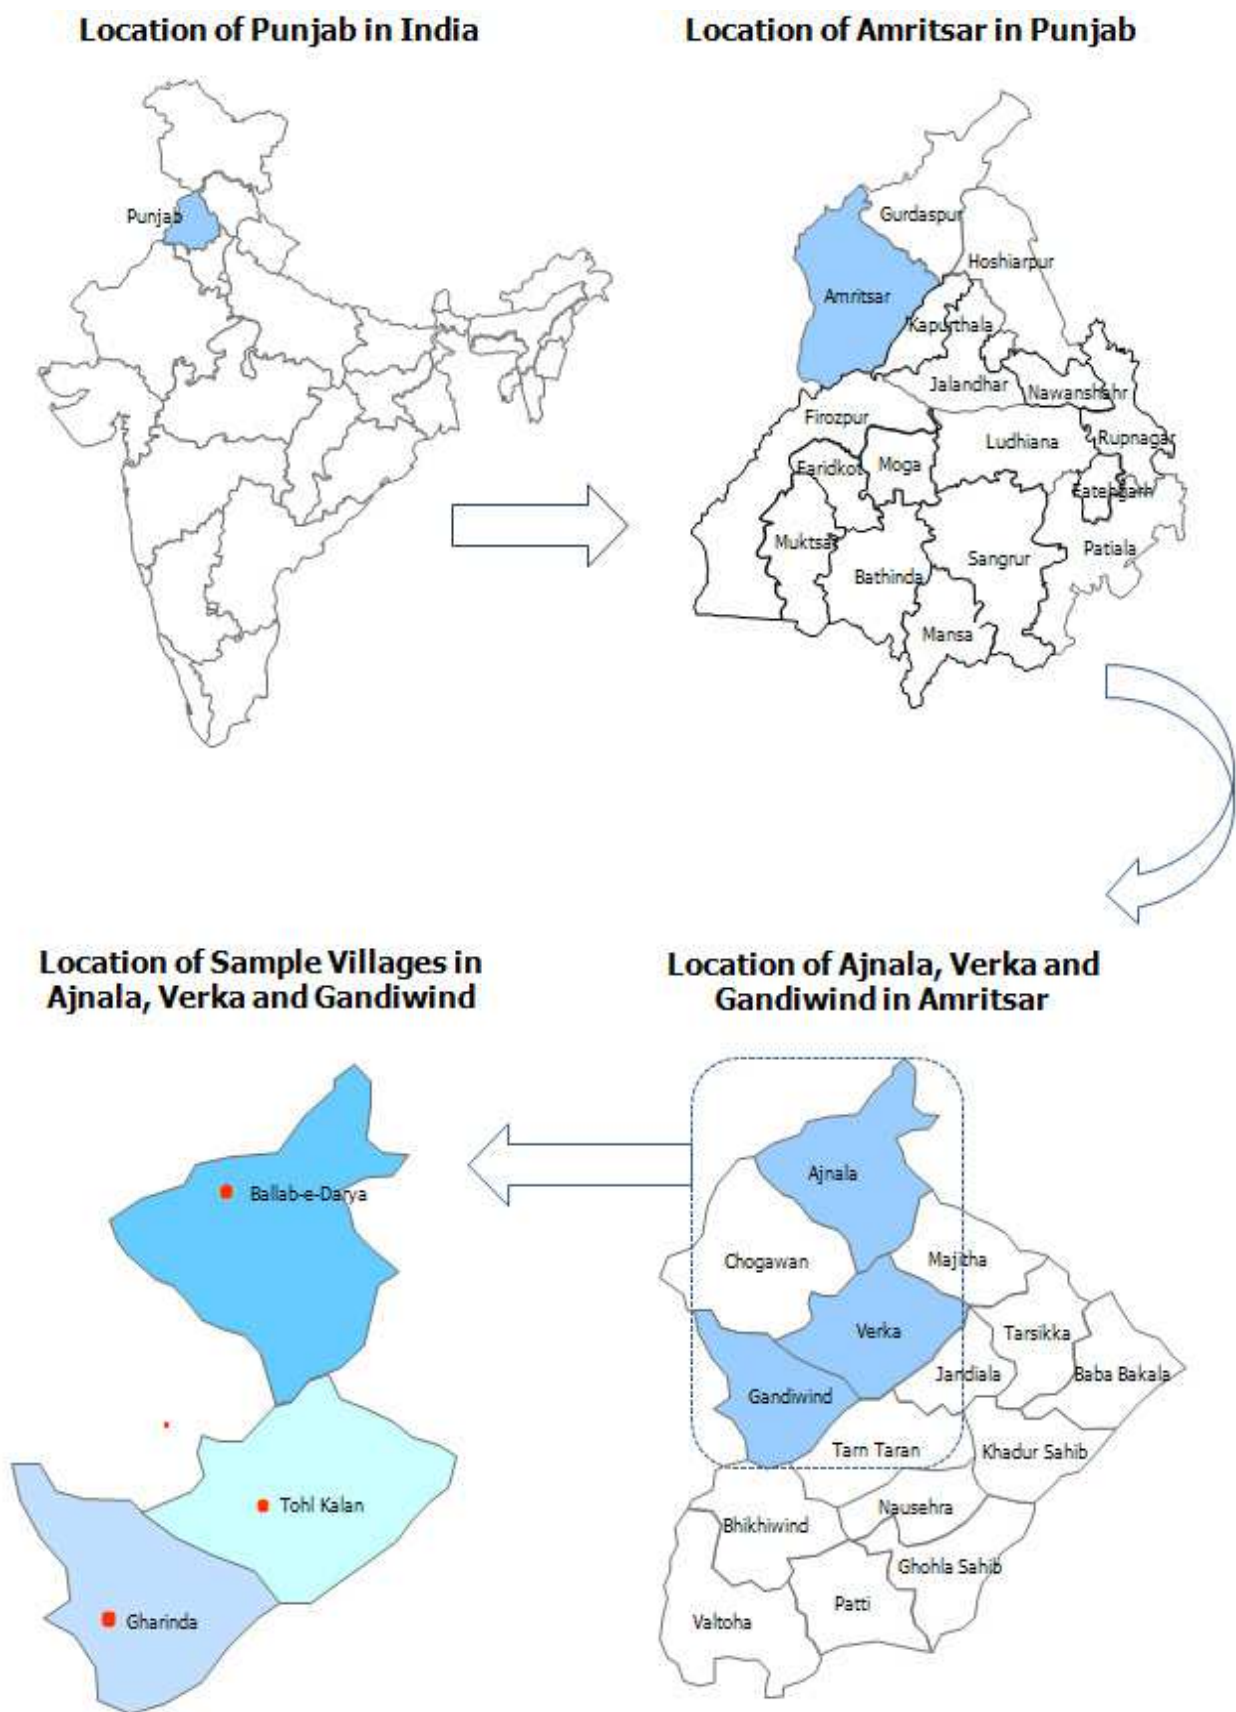 Location of Punjab in India
Location of Amritsar in Punjab
Punjab
Gurdaspur
Hoshiarpur
Amritsar
Kapurthala
Jalandhar
Nawanshahr
Firozpur
Ludhiana
Rupnagar
Faridkot
Moga
Fatehgarh
Muktsar
Patiala
Sangrur
Bathinda
Mansa
Location of Sample Villages in
Ajnala, Verka and Gandiwind
Location of Ajnala, Verka and
Gandiwind in Amritsar
Ballab-e-Darya
Tohl Kalan
Gharinda
Ajnala
Chogawan
Majitha
Verka
Tarsikka
Jandiala
Baba Bakala
Gandiwind
Tarn Taran
Khadur Sahib
Nausehra
Bhikhiwind
Ghohla Sahib
Patti
Valtoha